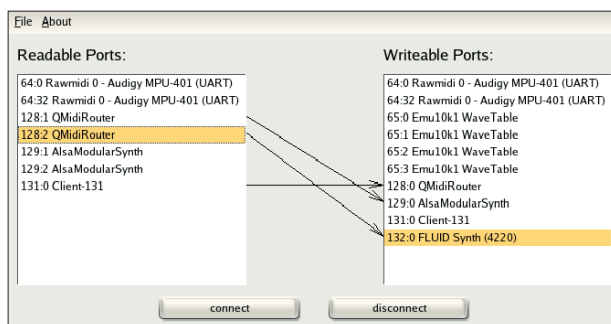 File About
Readable Ports:
64:0 Rawmidi 0 - Audigy MPU-401 (UART)
64:32 Rawmidi 0 - Audigy MPU-401 (UART)
128:1 QMidiRouter
128:2 QMidiRouter
129:1 AlsaModularSynth
129:2 AlsaModularSynth
131:0 Client-131
Writeable Ports:
64:0 Rawmidi 0 - Audigy MPU-401 (UART)
64:32 Rawmidi 0 - Audigy MPU-401 (UART)
65:0 Emu10k1 WaveTable
65:1 Emu10k1 WaveTable
65:2 Emu10k1 WaveTable
65:3 Emu10k1 WaveTable
128:0 QMidiRouter
129:0 AlsaModularSynth
131:0 Client-131
132:0 FLUID Synth (4220)
connect
disconnect